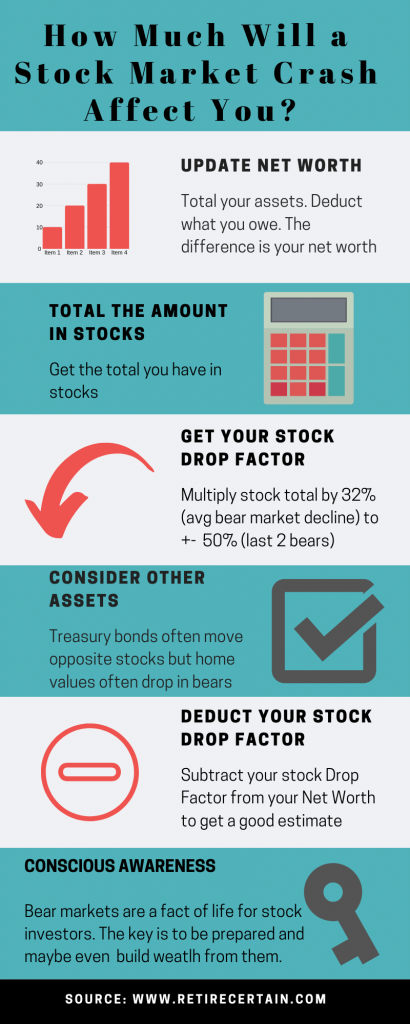 How Much Will a
Stock Market Crash
Affect You?
UPDATE NET WORTH
40
30
20
10
0
Item 1 Item 2 Item 3 Item 4
Total your assets. Deduct
what you owe. The
difference is your net worth
TOTAL THE AMOUNT
IN STOCKS
Get the total you have in
stocks
GET YOUR STOCK
DROP FACTOR
Multiply stock total by 32%
(avg bear market decline) to
+- 50% (last 2 bears)
CONSIDER OTHER
ASSETS
Treasury bonds often move
opposite stocks but home
values often drop in bears
DEDUCT YOUR STOCK
DROP FACTOR
Subtract your stock Drop
Factor from your Net Worth
to get a good estimate
CONSCIOUS AWARENESS
Bear markets are a fact of life for stock
investors. The key is to be prepared and
maybe even build weatlh from them.
SOURCE: WWW.RETIRECERTAIN.COM